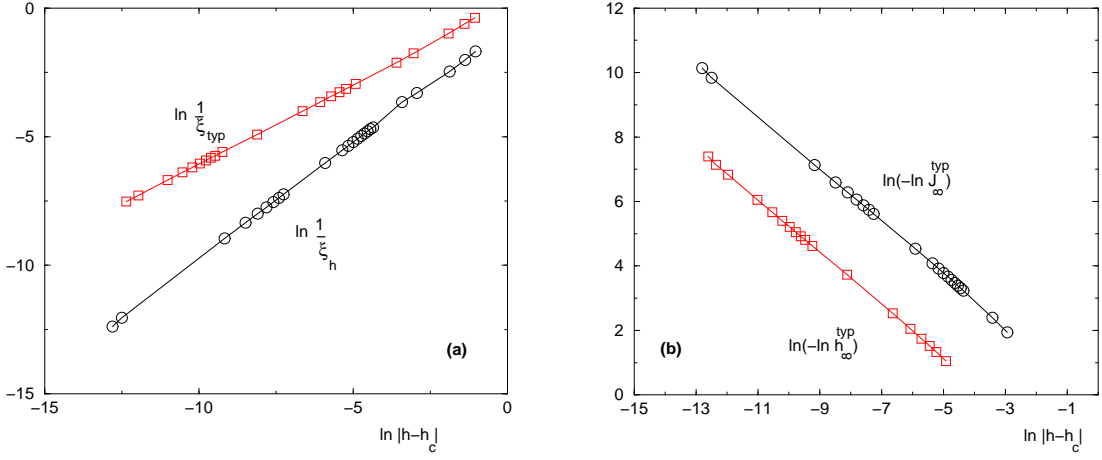 0
−5
−10
−15
−15
−10
−5
0
ln 1/ξ_typ
ln 1/ξ_h
(a)
ln |h−h_c|
12
10
8
6
4
2
0
−15
−13
−11
−9
−7
−5
−3
−1
ln(−ln J_∞^typ)
ln(−ln h_∞^typ)
(b)
ln |h−h_c|